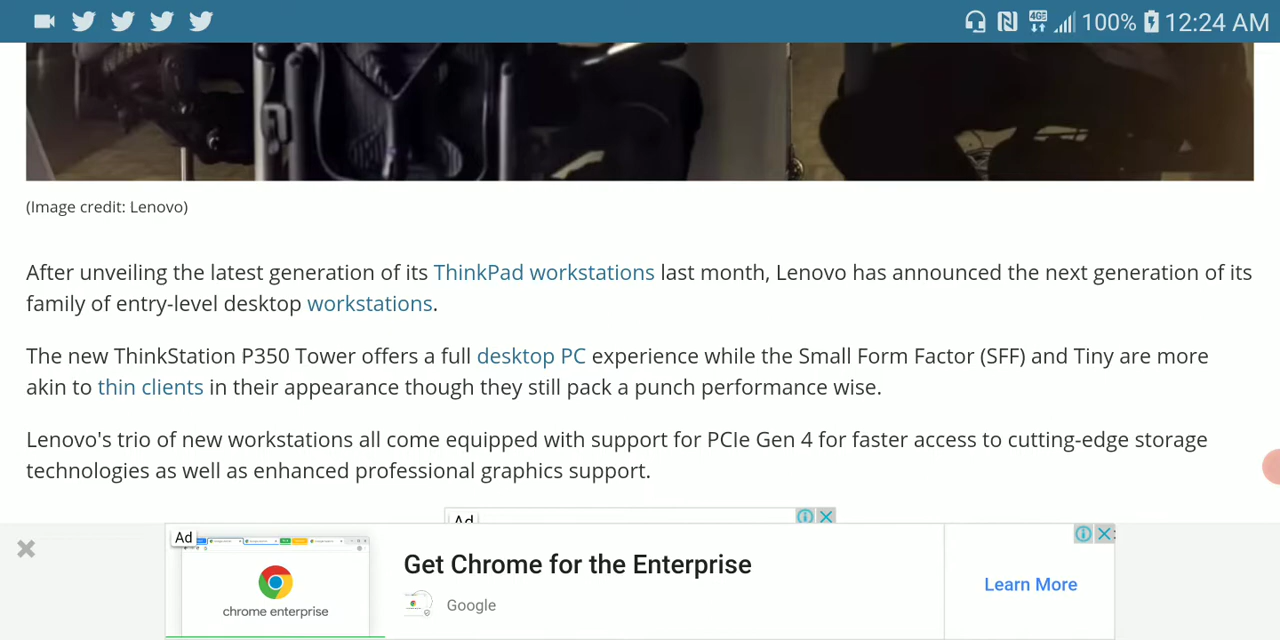 100% 12:24 AM
(Image credit: Lenovo)
After unveiling the latest generation of its ThinkPad workstations last month, Lenovo has announced the next generation of its
family of entry-level desktop workstations.
The new ThinkStation P350 Tower offers a full desktop PC experience while the Small Form Factor (SFF) and Tiny are more
akin to thin clients in their appearance though they still pack a punch performance wise.
Lenovo's trio of new workstations all come equipped with support for PCIe Gen 4 for faster access to cutting-edge storage
technologies as well as enhanced professional graphics support.
Ad
Ad
chrome enterprise
Get Chrome for the Enterprise
Google
Learn More